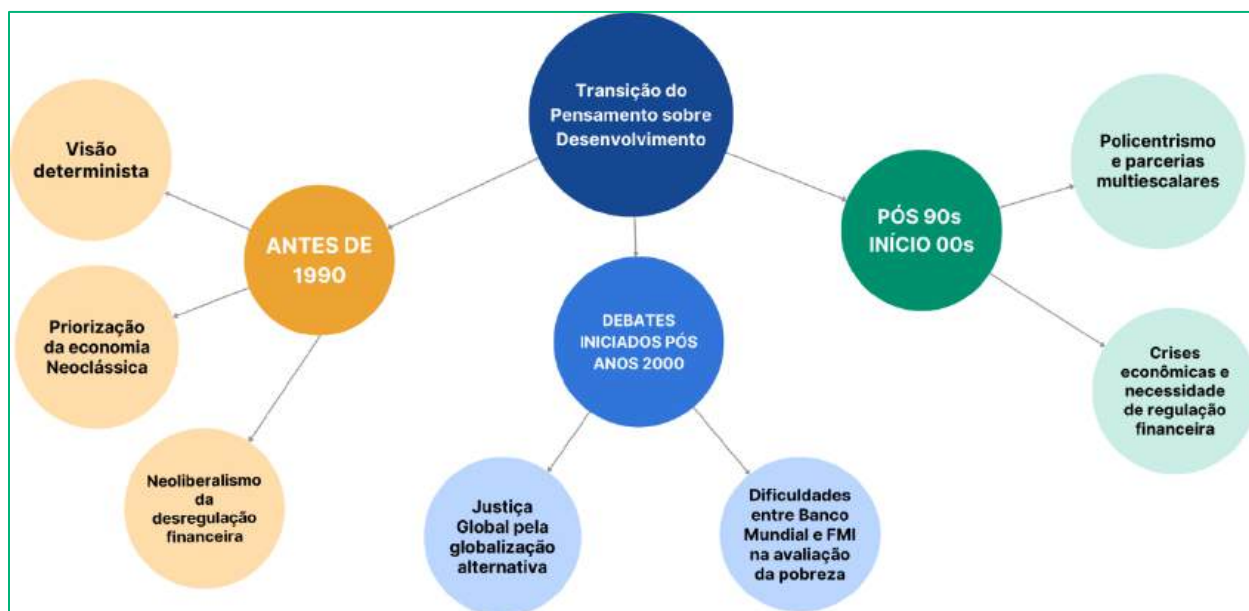 Transição do
Pensamento sobre
Desenvolvimento
ANTES DE
1990
Visão
determinista
Priorização
da economia
Neoclássica
Neoliberalismo
da
desregulação
financeira
DEBATES
INICIADOS PÓS
ANOS 2000
Justiça
Global pela
globalização
alternativa
Dificuldades
entre Banco
Mundial e FMI
na avaliação
da pobreza
PÓS 90s
INÍCIO 00s
Policentrismo
e parcerias
multiescalares
Crises
econômicas e
necessidade
de regulação
financeira